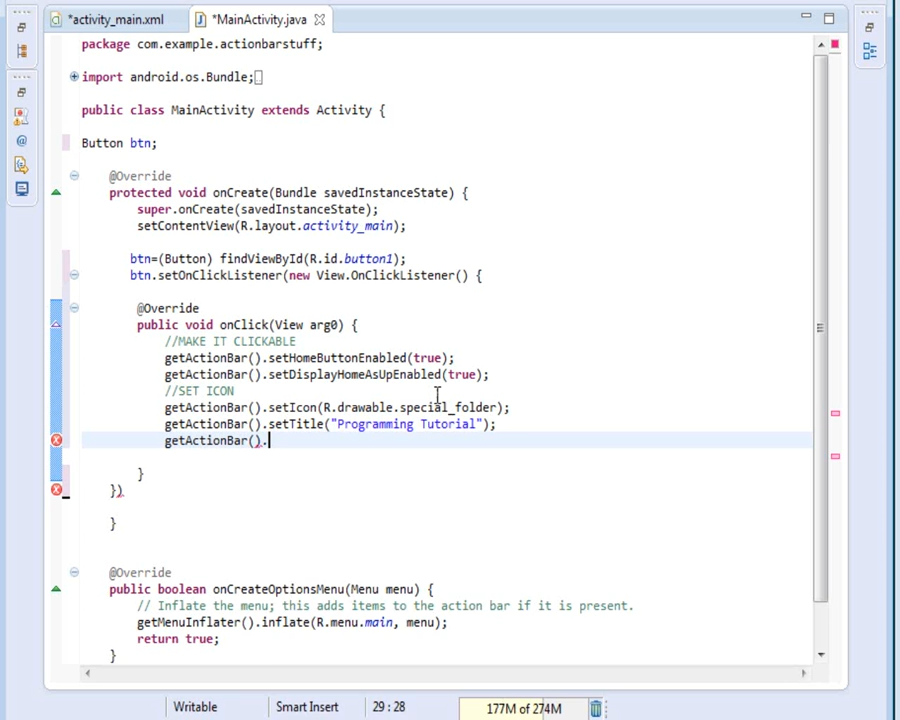 *activity_main.xml *MainActivity.java
package com.example.actionbarstuff;
import android.os.Bundle;
public class MainActivity extends Activity {
Button btn;
@Override
protected void onCreate(Bundle savedInstanceState) {
super.onCreate(savedInstanceState);
setContentView(R.layout.activity_main);
btn=(Button) findViewById(R.id.button1);
btn.setOnClickListener(new View.OnClickListener() {
@Override
public void onClick(View arg0) {
//MAKE IT CLICKABLE
getActionBar().setHomeButtonEnabled(true);
getActionBar().setDisplayHomeAsUpEnabled(true);
//SET ICON
getActionBar().setIcon(R.drawable.special_folder);
getActionBar().setTitle("Programming Tutorial");
getActionBar().
}
})
}
@Override
public boolean onCreateOptionsMenu(Menu menu) {
// Inflate the menu; this adds items to the action bar if it is present.
getMenuInflater().inflate(R.menu.main, menu);
return true;
}
Writable Smart Insert 29 : 28 177M of 274M